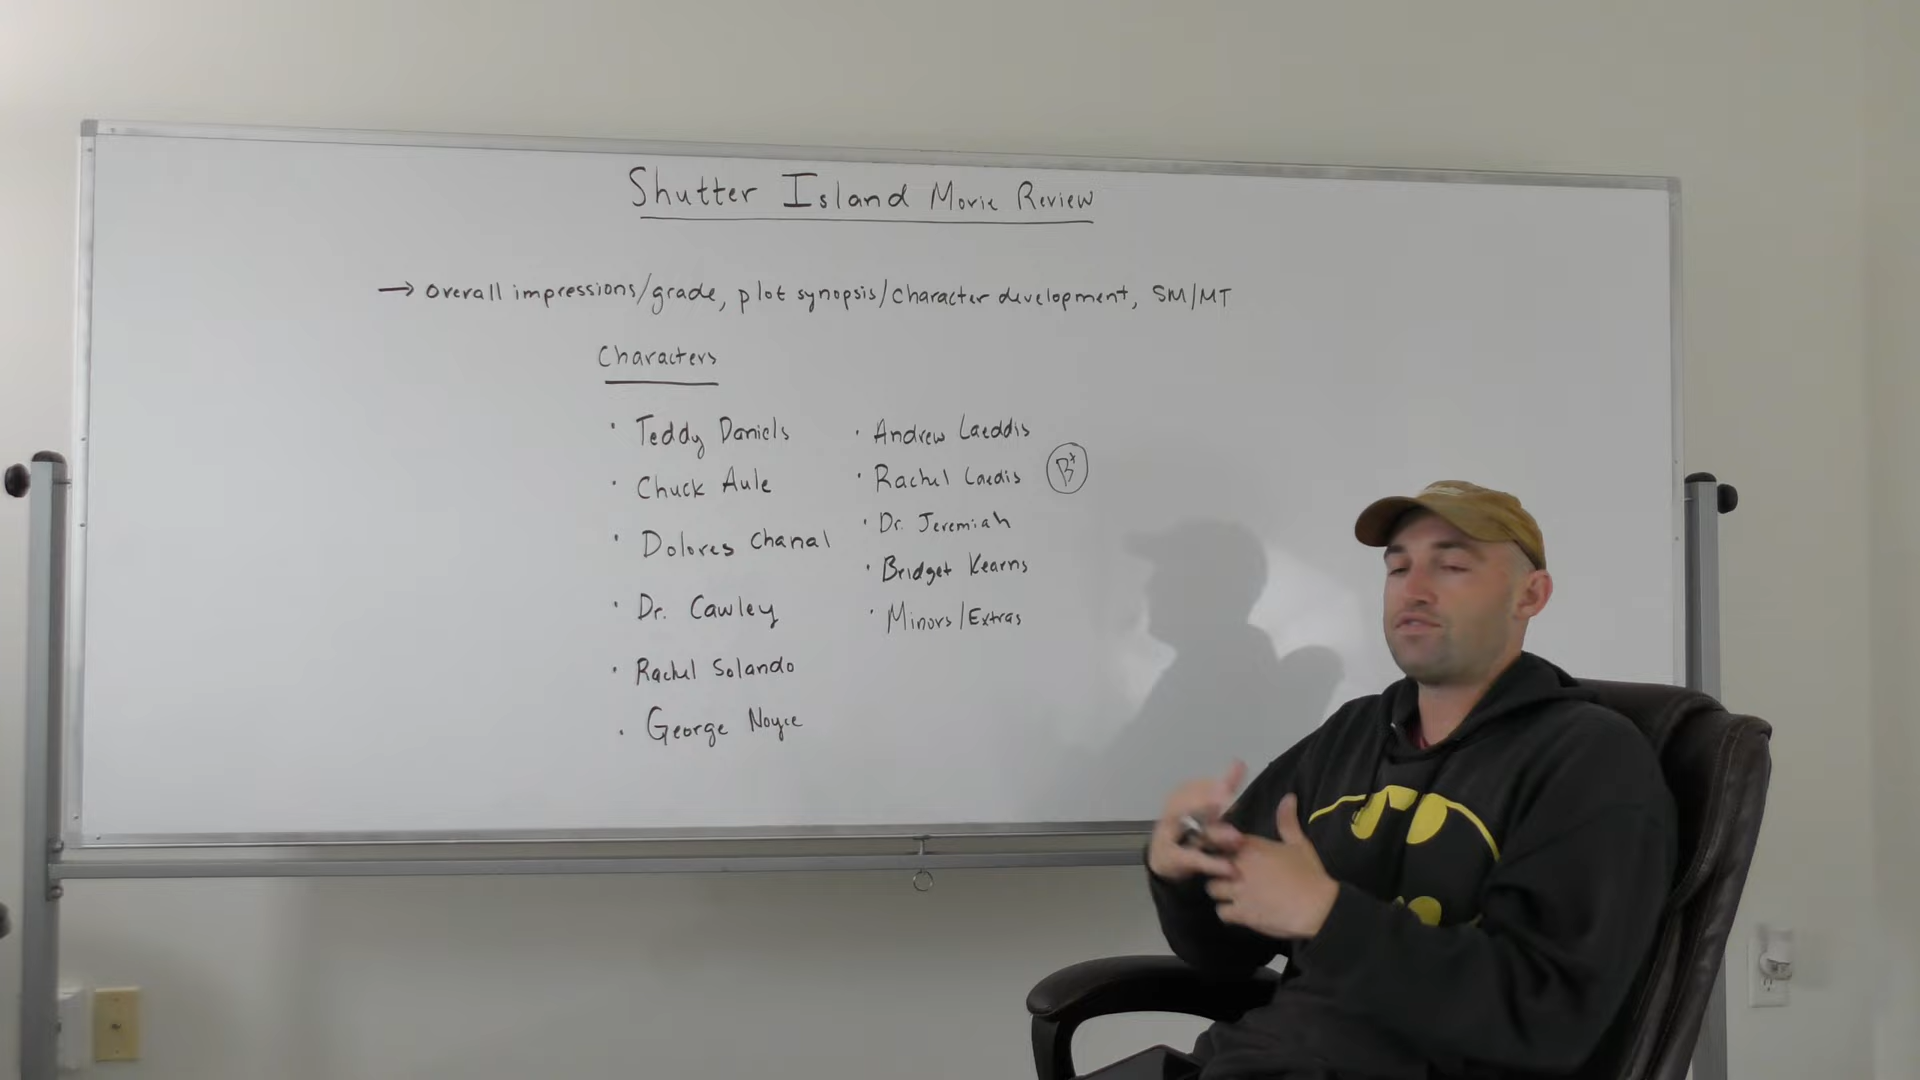 Shutter Island Movie Review
→ Overall impressions/grade, plot synopsis/character development, SM/MT
Characters
· Teddy Daniels
· Chuck Aule
· Dolores Chanal
· Dr. Cawley
· Rachel Solando
· George Noyce
· Andrew Laeddis
· Rachel Laedis
B+
· Dr. Jeremiah
· Bridget Kearns
· Minors/Extras